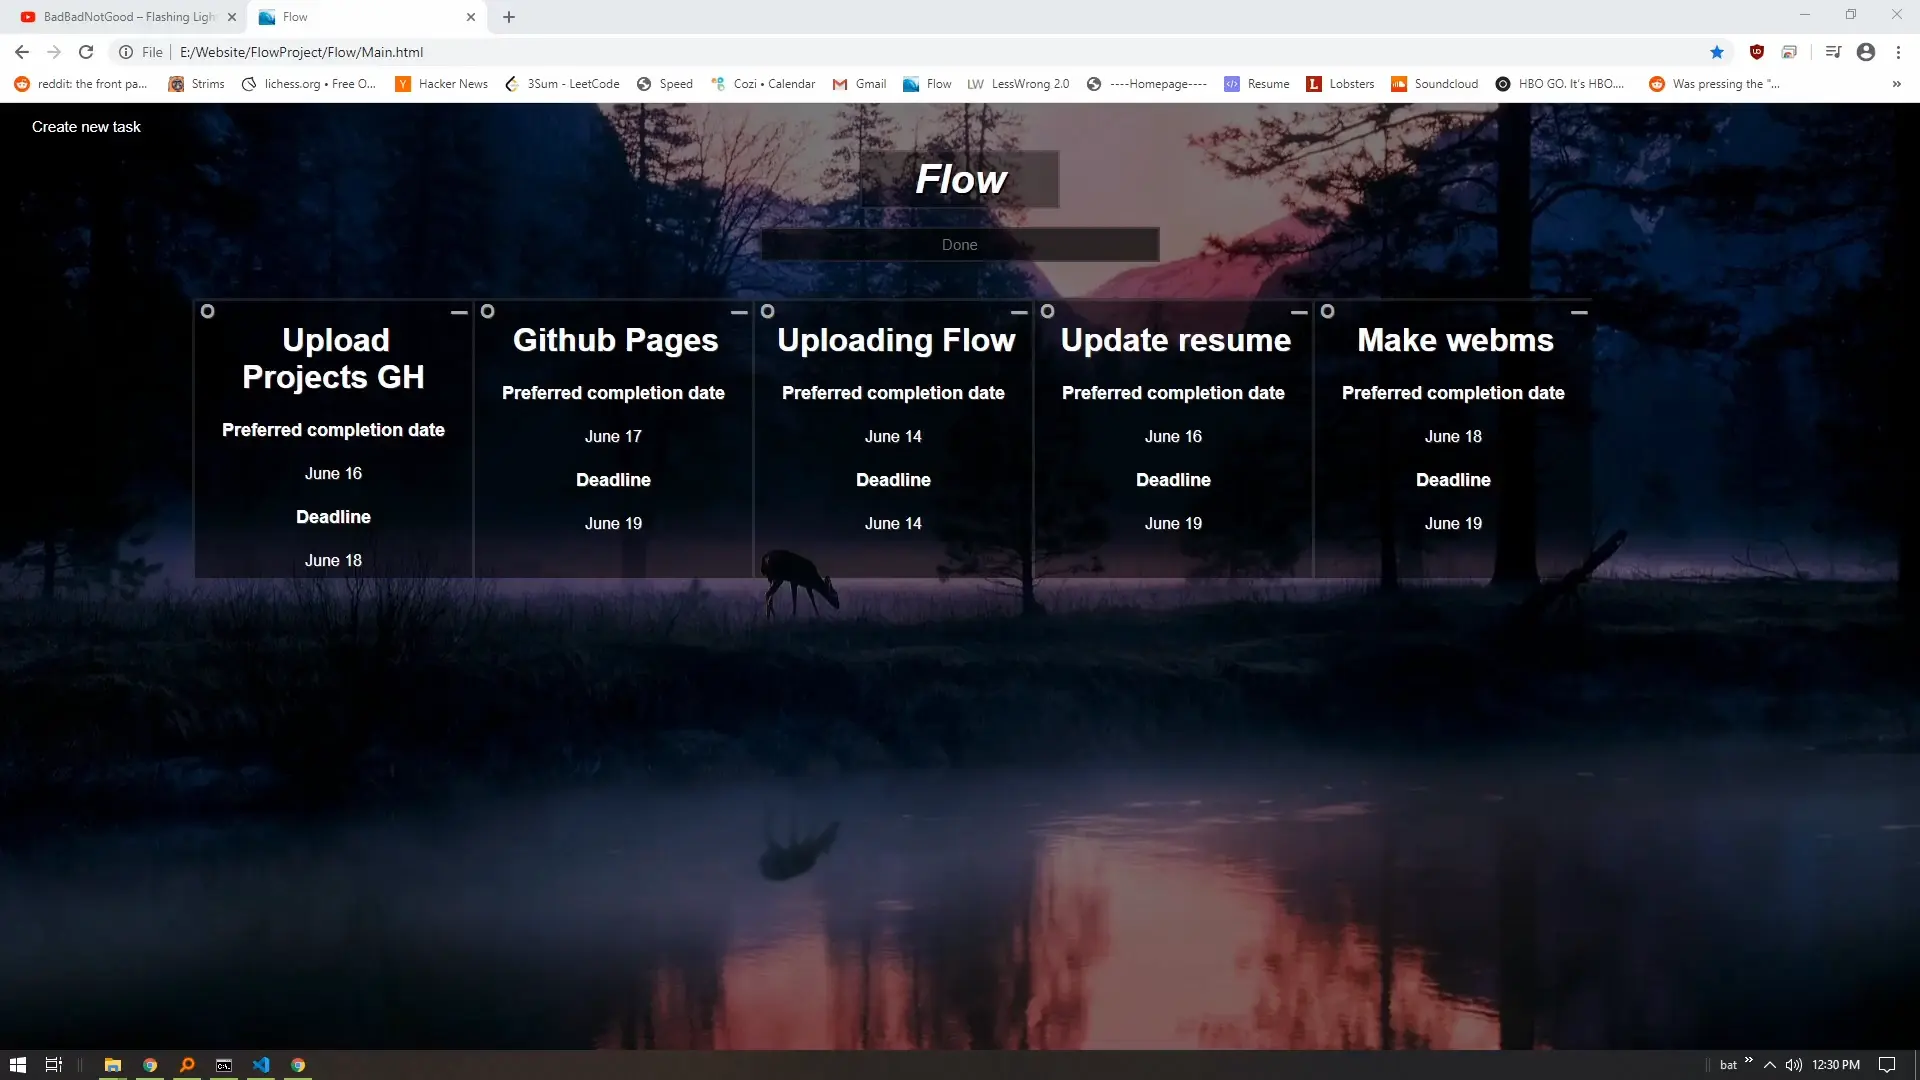 BadBadNotGood – Flashing Ligh
Flow
File
E:/Website/FlowProject/Flow/Main.html
reddit: the front pa...
Strims
lichess.org • Free O...
Hacker News
3Sum - LeetCode
Speed
Cozi • Calendar
Gmail
Flow
LW LessWrong 2.0
----Homepage----
Resume
Lobsters
Soundcloud
HBO GO. It's HBO....
Was pressing the "...
Create new task
Flow
Done
Upload
Projects GH
Preferred completion date
June 16
Deadline
June 18
Github Pages
Preferred completion date
June 17
Deadline
June 19
Uploading Flow
Preferred completion date
June 14
Deadline
June 14
Update resume
Preferred completion date
June 16
Deadline
June 19
Make webms
Preferred completion date
June 18
Deadline
June 19
bat
12:30 PM